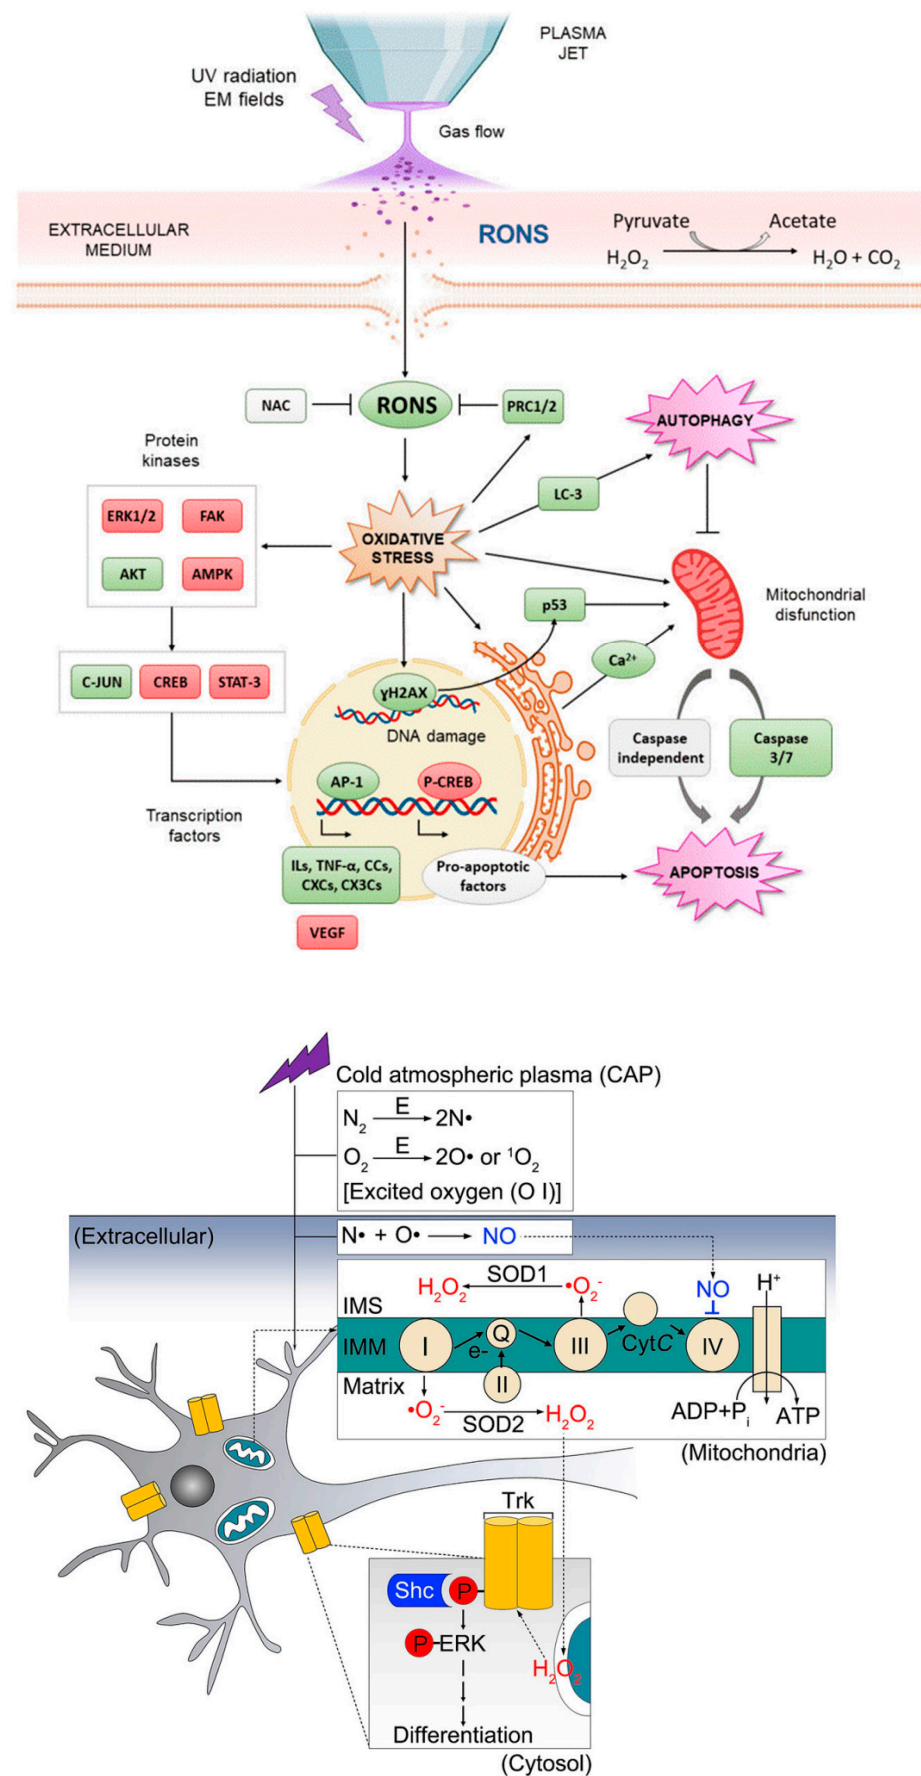 PLASMA
JET
UV radiation
EM fields
Gas flow
EXTRACELLULAR
MEDIUM
RONS
Pyruvate
Acetate
H₂O₂
H₂O + CO₂
NAC
RONS
PRC1/2
AUTOPHAGY
Protein
kinases
LC-3
ERK1/2
FAK
OXIDATIVE
STRESS
AKT
AMPK
p53
Mitochondrial
disfunction
Ca²⁺
C-JUN
CREB
STAT-3
ɣH2AX
DNA damage
Caspase
independent
Caspase
3/7
AP-1
P-CREB
Transcription
factors
ILs, TNF-α, CCs,
CXCs, CX3Cs
Pro-apoptotic
factors
APOPTOSIS
VEGF
Cold atmospheric plasma (CAP)
N₂ E 2N•
O₂ E 2O• or ¹O₂
[Excited oxygen (O I)]
(Extracellular)
N• + O• NO
H₂O₂ SOD1 •O₂⁻
NO
H⁺
IMS
IMM
I
e-
Q
II
III
CytC
IV
Matrix
•O₂⁻ SOD2 H₂O₂
ADP+Pᵢ
ATP
(Mitochondria)
Trk
Shc
P
P
ERK
H₂O₂
Differentiation
(Cytosol)